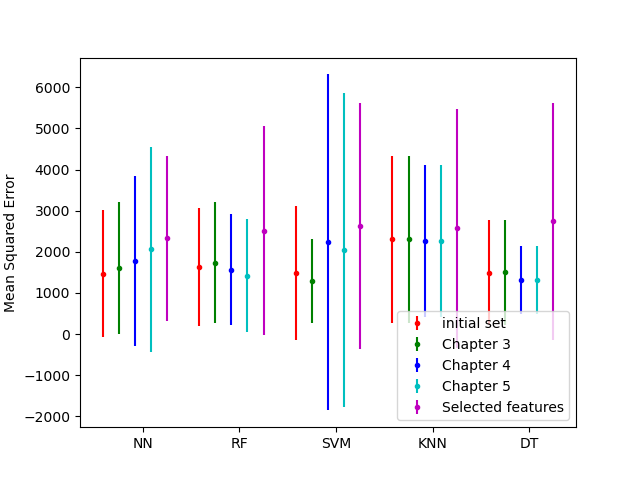 Mean Squared Error
6000
5000
4000
3000
2000
1000
0
−1000
−2000
NN RF SVM KNN DT
initial set
Chapter 3
Chapter 4
Chapter 5
Selected features